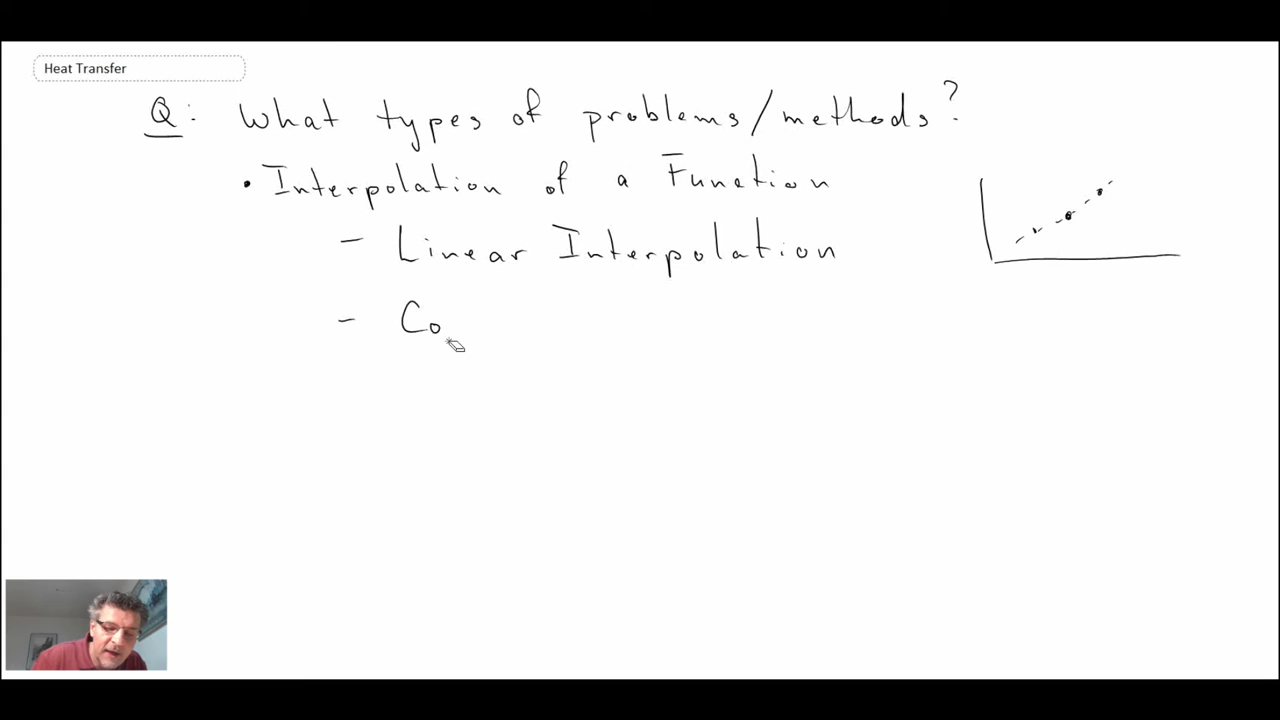 Heat Transfer
Q: What types of problems/methods?
• Interpolation of a Function
- Linear Interpolation
- Co